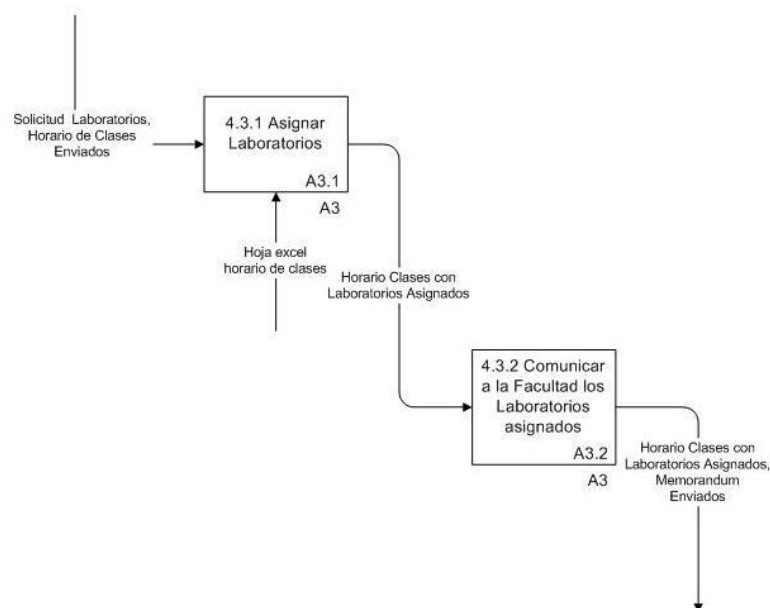 Solicitud Laboratorios,
Horario de Clases
Enviados
4.3.1 Asignar
Laboratorios
A3.1
A3
Hoja excel
horario de clases
Horario Clases con
Laboratorios Asignados
4.3.2 Comunicar
a la Facultad los
Laboratorios
asignados
A3.2
A3
Horario Clases con
Laboratorios Asignados,
Memorandum
Enviados